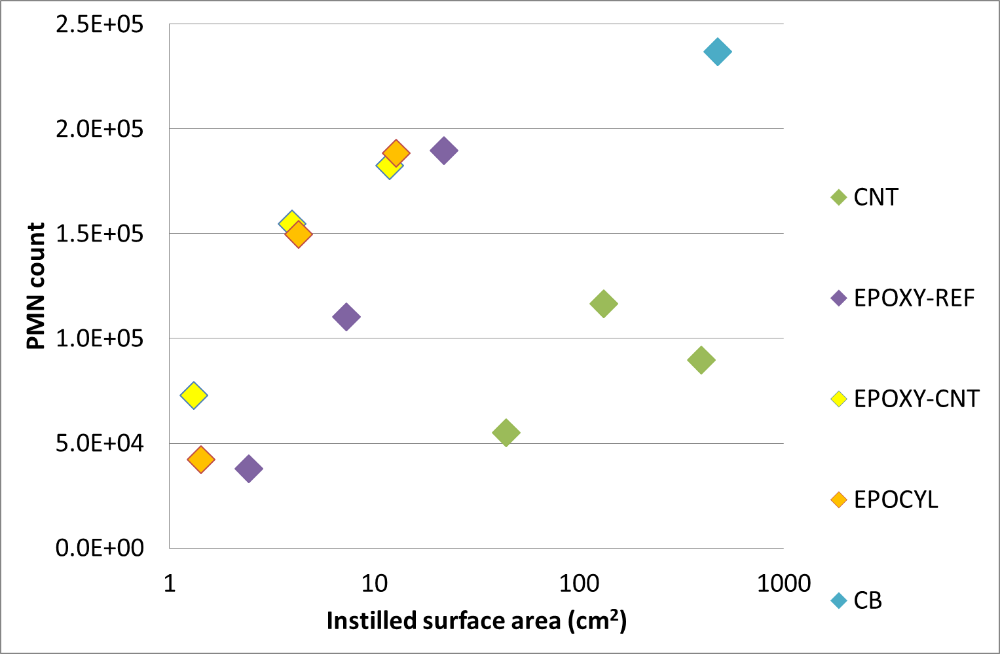 2.5E+05
2.0E+05
1.5E+05
1.0E+05
5.0E+04
0.0E+00
PMN count
1 10 100 1000
Instilled surface area (cm²)
CNT
EPOXY-REF
EPOXY-CNT
EPOCYL
CB